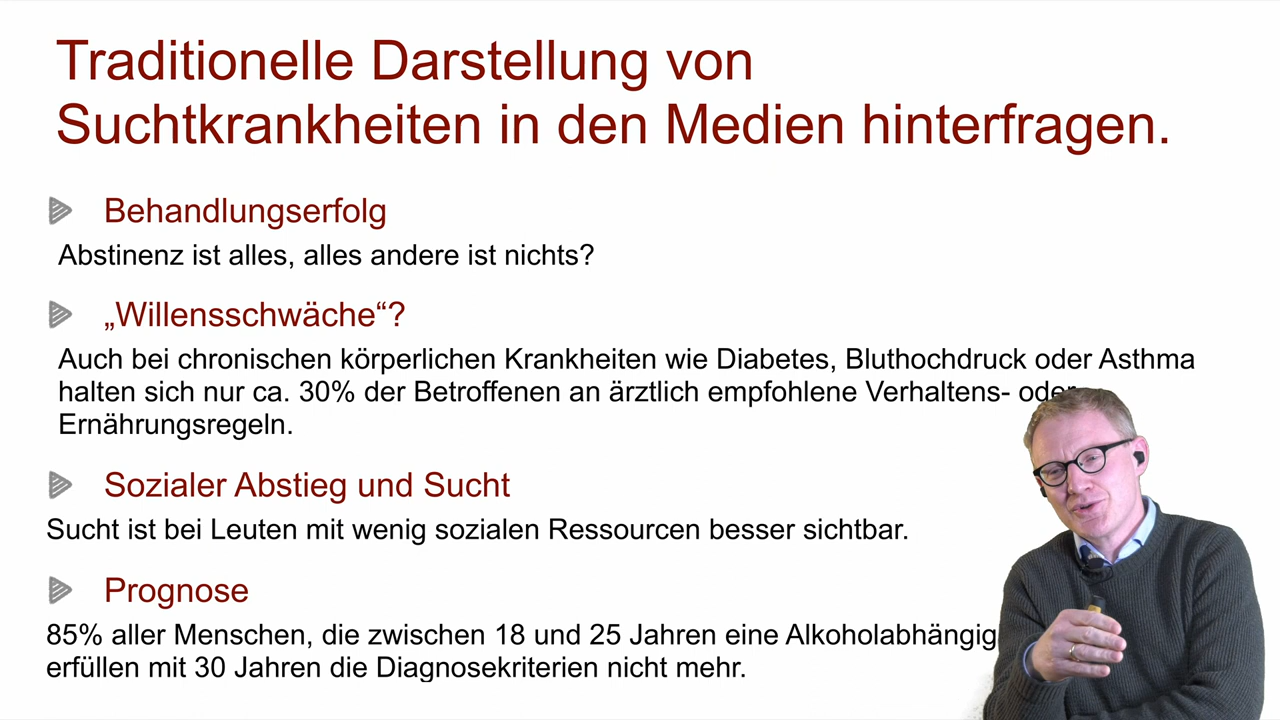 Traditionelle Darstellung von
Suchtkrankheiten in den Medien hinterfragen.
Behandlungserfolg
Abstinenz ist alles, alles andere ist nichts?
„Willensschwäche“?
Auch bei chronischen körperlichen Krankheiten wie Diabetes, Bluthochdruck oder Asthma
halten sich nur ca. 30% der Betroffenen an ärztlich empfohlene Verhaltens- oder
Ernährungsregeln.
Sozialer Abstieg und Sucht
Sucht ist bei Leuten mit wenig sozialen Ressourcen besser sichtbar.
Prognose
85% aller Menschen, die zwischen 18 und 25 Jahren eine
erfüllen mit 30 Jahren die Diagnosekriterien nicht mehr.